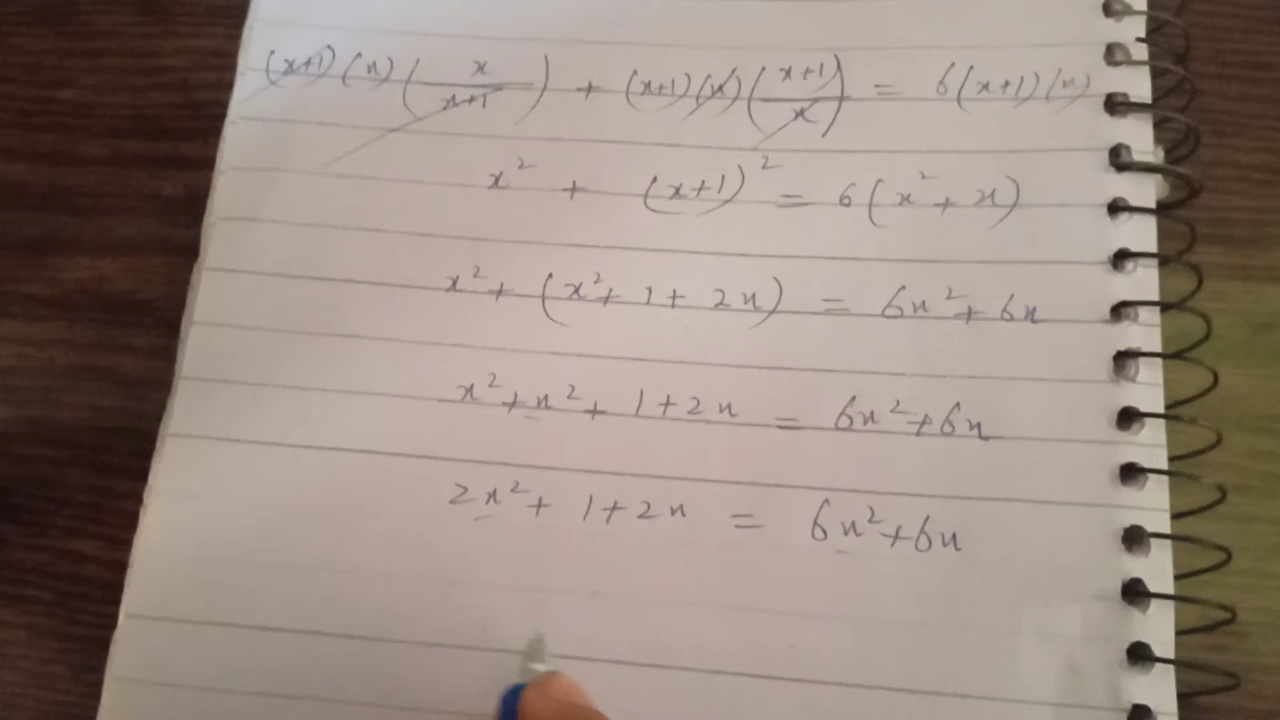 (x+1)(x)(x/x+1) + (x+1)(x)(x+1/x) = 6(x+1)(x)
x² + (x+1)² = 6(x²+x)
x² + (x²+1+2x) = 6x²+6x
x²+x²+1+2x = 6x²+6x
2x²+1+2x = 6x²+6x